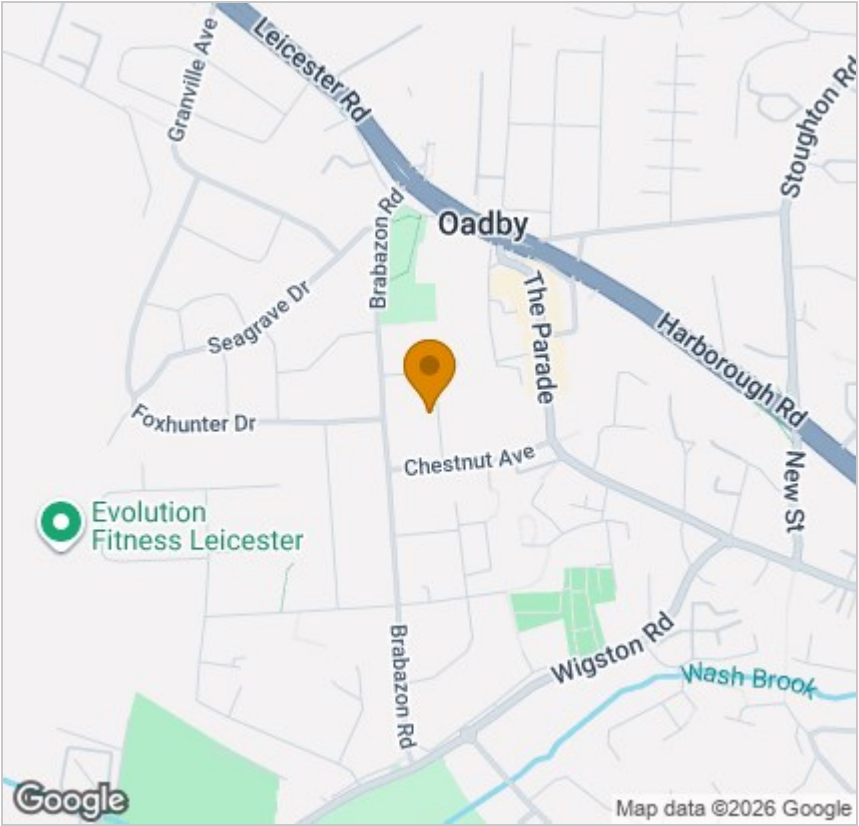 Leicester Rd
Granville Ave
Stoughton Rd
Oadby
Brabazon Rd
The Parade
Seagrave Dr
Harborough Rd
Foxhunter Dr
Chestnut Ave
New St
Evolution
Fitness Leicester
Wigston Rd
Brabazon Rd
Nash Brook
Google
Map data ©2026 Google